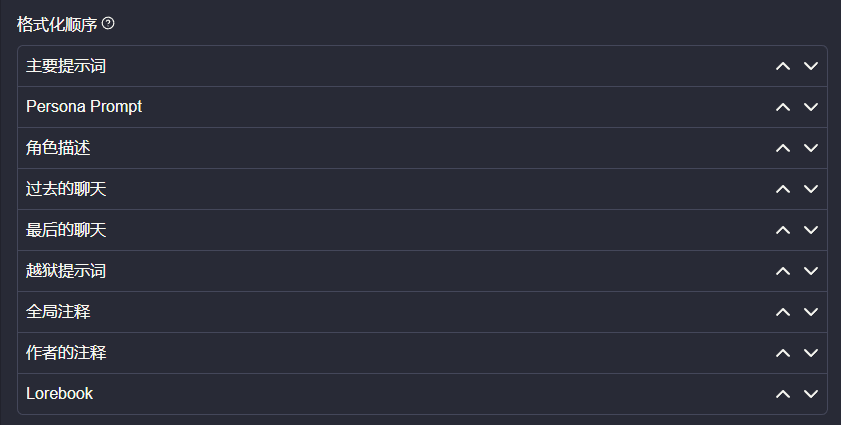 格式化顺序
主要提示词
Persona Prompt
角色描述
过去的聊天
最后的聊天
越狱提示词
全局注释
作者的注释
Lorebook